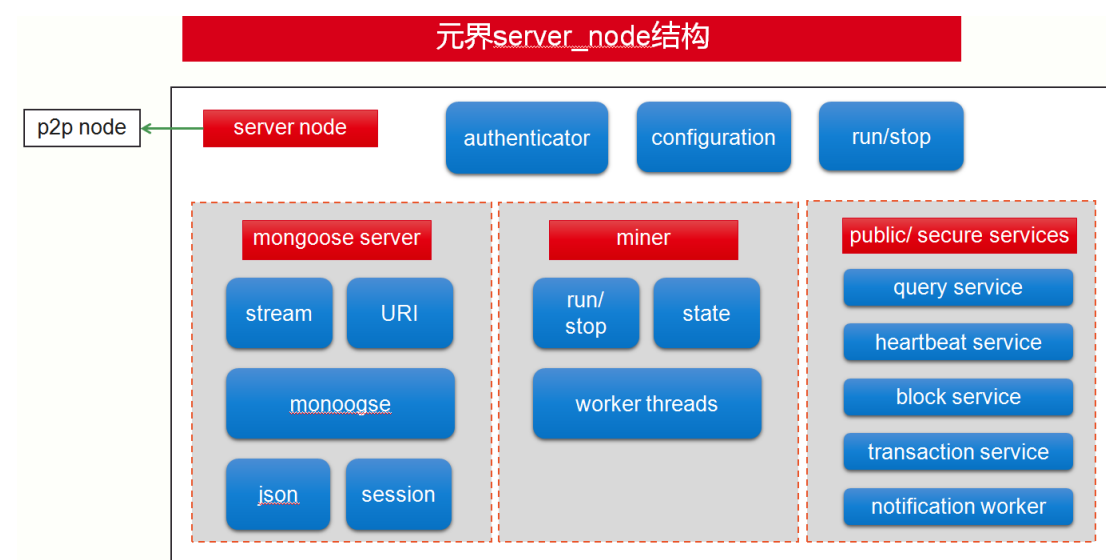 元界server_node结构
p2p node
server node
authenticator
configuration
run/stop
mongoose server
stream
URI
monoogse
json
session
miner
run/
stop
state
worker threads
public/ secure services
query service
heartbeat service
block service
transaction service
notification worker